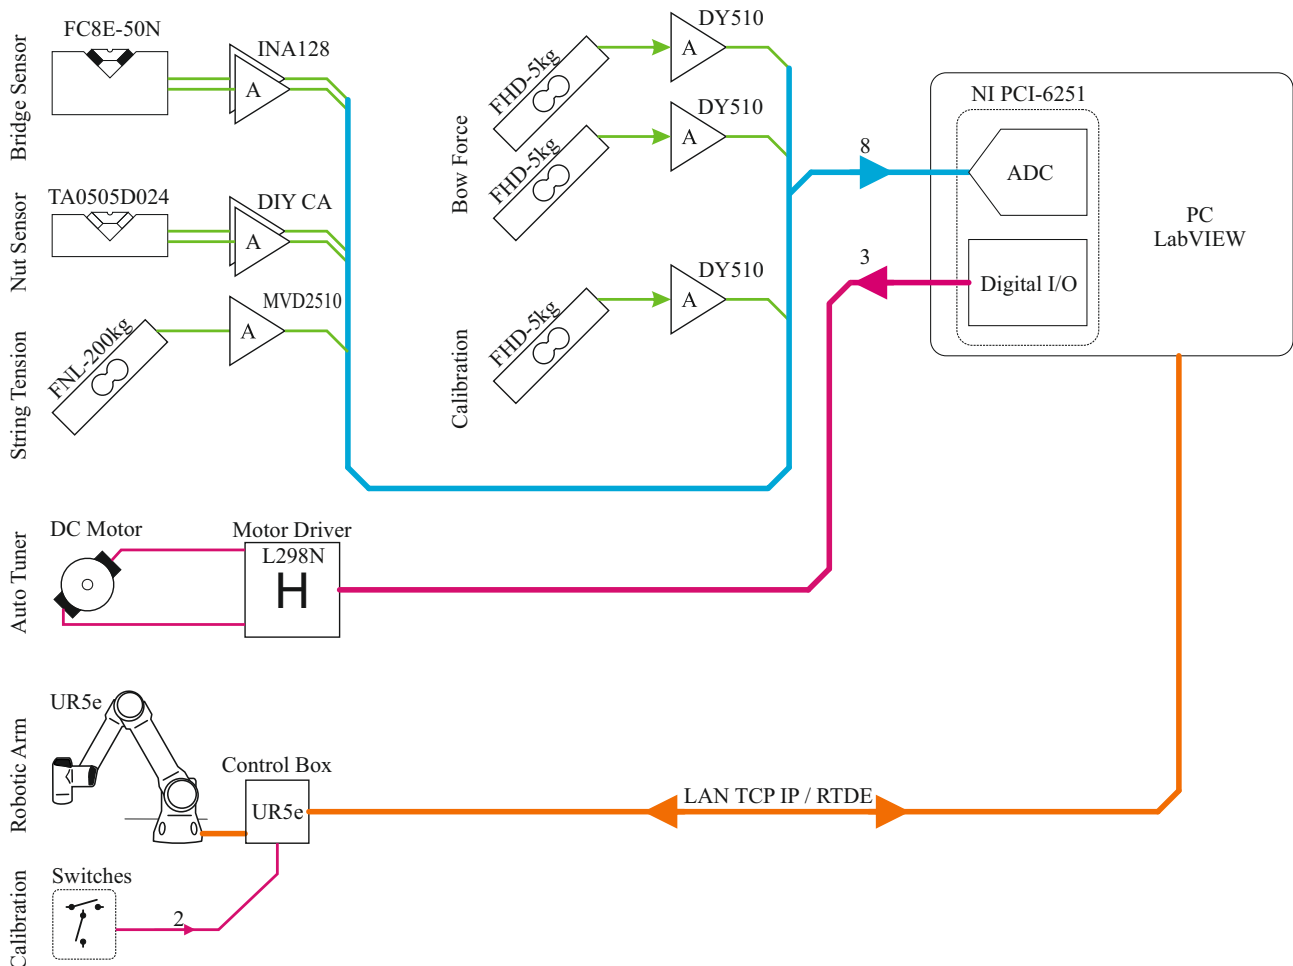 Bridge Sensor
FC8E-50N
INA128
A
Nut Sensor
TA0505D024
DIY CA
A
String Tension
FNL-200kg
MVD2510
A
Bow Force
FHD-5kg
DY510
A
FHD-5kg
DY510
A
Calibration
FHD-5kg
DY510
A
8
3
NI PCI-6251
ADC
Digital I/O
PC
LabVIEW
Auto Tuner
DC Motor
Motor Driver
L298N
H
Robotic Arm
UR5e
Control Box
UR5e
LAN TCP IP / RTDE
Calibration
Switches
2